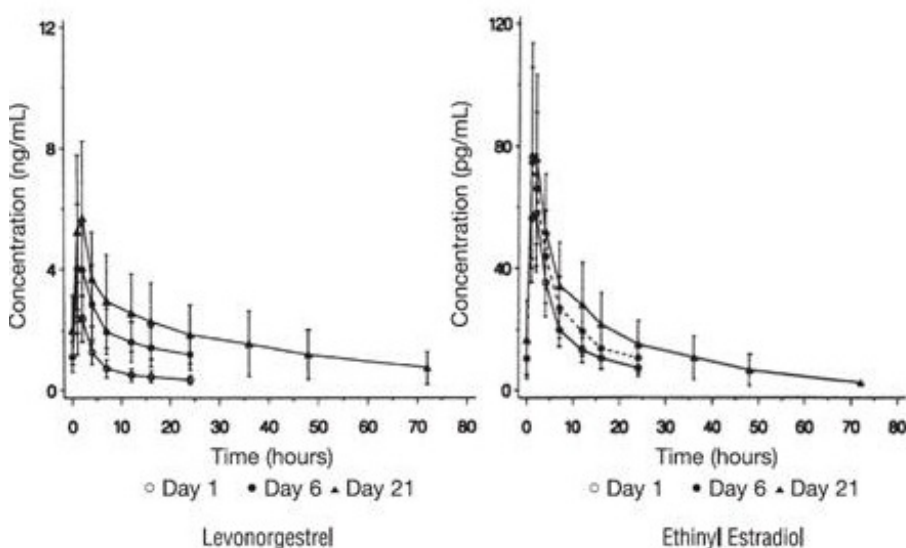 12
8
4
0
Concentration (ng/mL)
0 10 20 30 40 50 60 70 80
Time (hours)
○ Day 1 ● Day 6 ▲ Day 21
Levonorgestrel
120
80
40
0
Concentration (pg/mL)
0 10 20 30 40 50 60 70 80
Time (hours)
○ Day 1 ● Day 6 ▲ Day 21
Ethinyl Estradiol